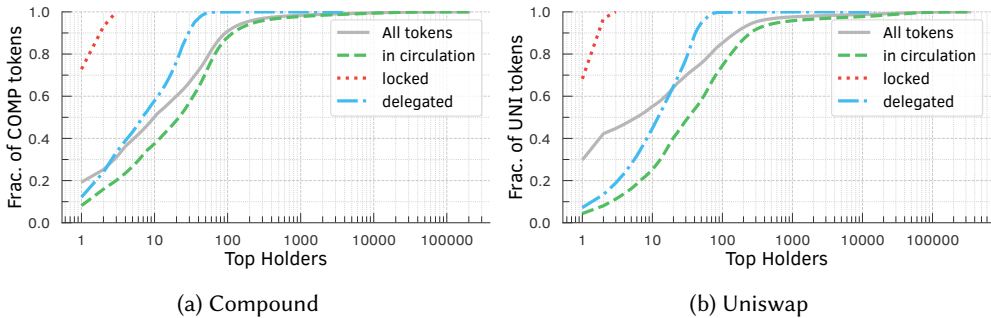 Frac. of COMP tokens
1.0
0.8
0.6
0.4
0.2
0.0
All tokens
in circulation
locked
delegated
1 10 100 1000 10000 100000
Top Holders
(a) Compound
Frac. of UNI tokens
1.0
0.8
0.6
0.4
0.2
0.0
All tokens
in circulation
locked
delegated
1 10 100 1000 10000 100000
Top Holders
(b) Uniswap